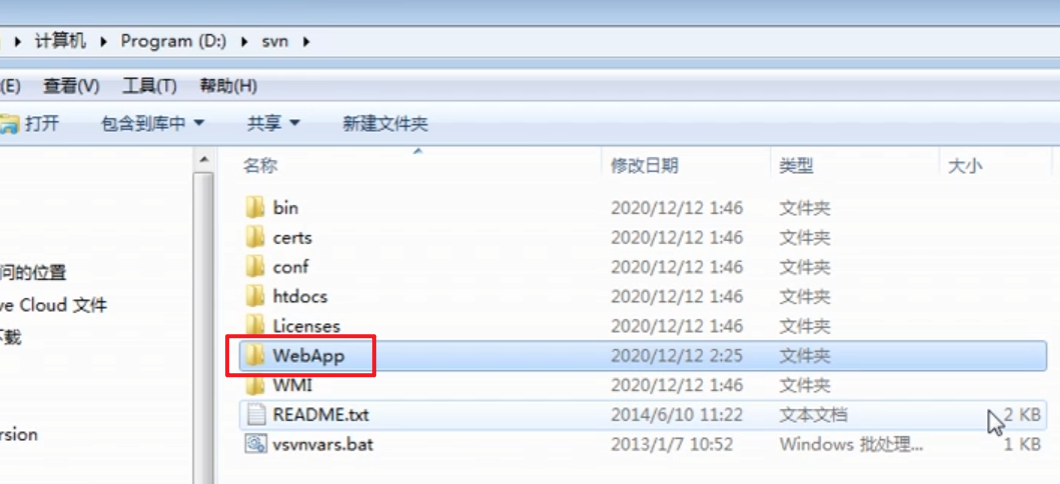 计算机 Program (D:) svn
(E) 查看(V) 工具(T) 帮助(H)
打开 包含到库中 共享 新建文件夹
名称 修改日期 类型 大小
bin 2020/12/12 1:46 文件夹
certs 2020/12/12 1:46 文件夹
问的位置 conf 2020/12/12 1:46 文件夹
ve Cloud 文件 htdocs 2020/12/12 1:46 文件夹
下载 Licenses 2020/12/12 1:46 文件夹
WebApp 2020/12/12 2:25 文件夹
WMI 2020/12/12 1:46 文件夹
README.txt 2014/6/10 11:22 文本文档 2 KB
rsion vsvnvars.bat 2013/1/7 10:52 Windows 批处理... 1 KB